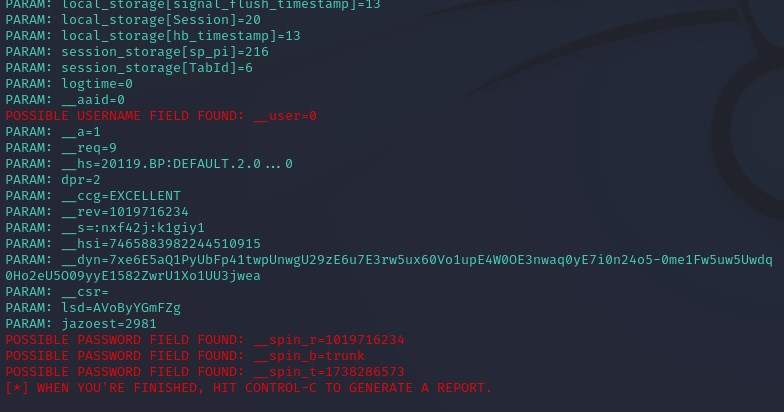 PARAM: local_storage[signal_flush_timestamp]=13
PARAM: local_storage[Session]=20
PARAM: local_storage[hb_timestamp]=13
PARAM: session_storage[sp_pi]=216
PARAM: session_storage[TabId]=6
PARAM: logtime=0
PARAM: __aaid=0
POSSIBLE USERNAME FIELD FOUND: __user=0
PARAM: __a=1
PARAM: __req=9
PARAM: __hs=20119.BP:DEFAULT.2.0...0
PARAM: dpr=2
PARAM: __ccg=EXCELLENT
PARAM: __rev=1019716234
PARAM: __s=:nxf42j:k1giy1
PARAM: __hsi=7465883982244510915
PARAM: __dyn=7xe6E5aQ1PyUbFp41twpUnwgU29zE6u7E3rw5ux60Vo1upE4W0OE3nwaq0yE7i0n24o5-0me1Fw5uw5Uwdq
0Ho2eU5O09yyE1582ZwrU1Xo1UU3jwea
PARAM: __csr=
PARAM: lsd=AVoByYGmFZg
PARAM: jazoest=2981
POSSIBLE PASSWORD FIELD FOUND: __spin_r=1019716234
POSSIBLE PASSWORD FIELD FOUND: __spin_b=trunk
POSSIBLE PASSWORD FIELD FOUND: __spin_t=1738286573
[*] WHEN YOU'RE FINISHED, HIT CONTROL-C TO GENERATE A REPORT.